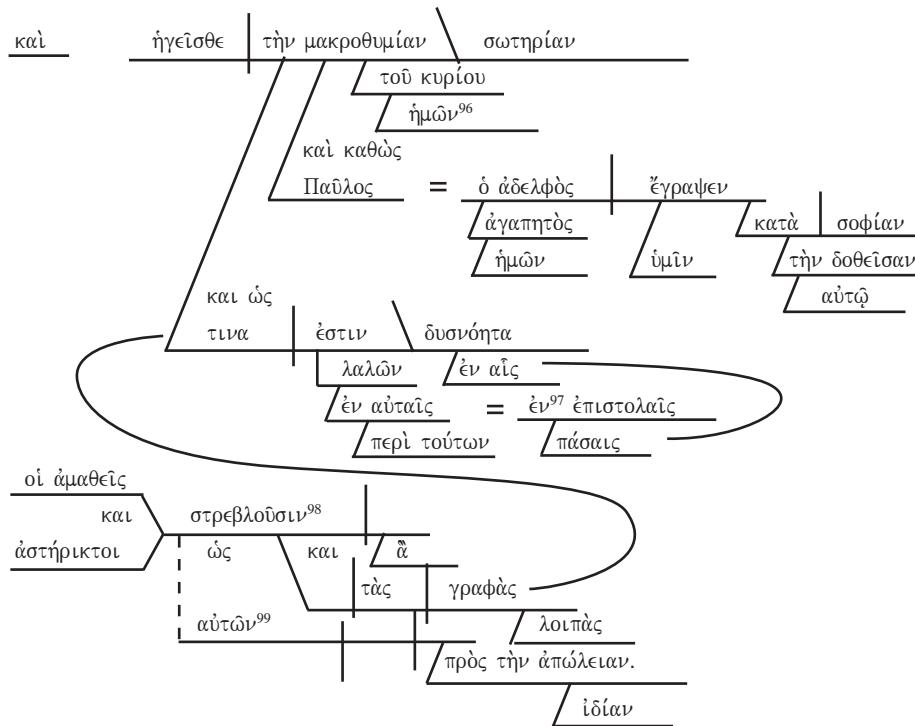 καὶ ἡγεῖσθε τὴν μακροθυμίαν σωτηρίαν
τοῦ κυρίου
ἡμῶν96
καὶ καθὼς
Παῦλος = ὁ ἀδελφὸς ἔγραψεν
ἀγαπητὸς κατὰ σοφίαν
ἡμῶν ὑμῖν τὴν δοθεῖσαν
αὐτῷ
και ὡς
τινα ἐστιν δυσνόητα
λαλῶν ἐν αἷς
ἐν αὐταῖς = ἐν97 ἐπιστολαῖς
περὶ τούτων πάσαις
οἱ ἀμαθεῖς
και στρεβλοῦσιν98
ἀστήρικτοι ὡς και ἃ
τὰς γραφὰς
αὐτῶν99 λοιπὰς
πρὸς τὴν ἀπώλειαν.
ἰδίαν